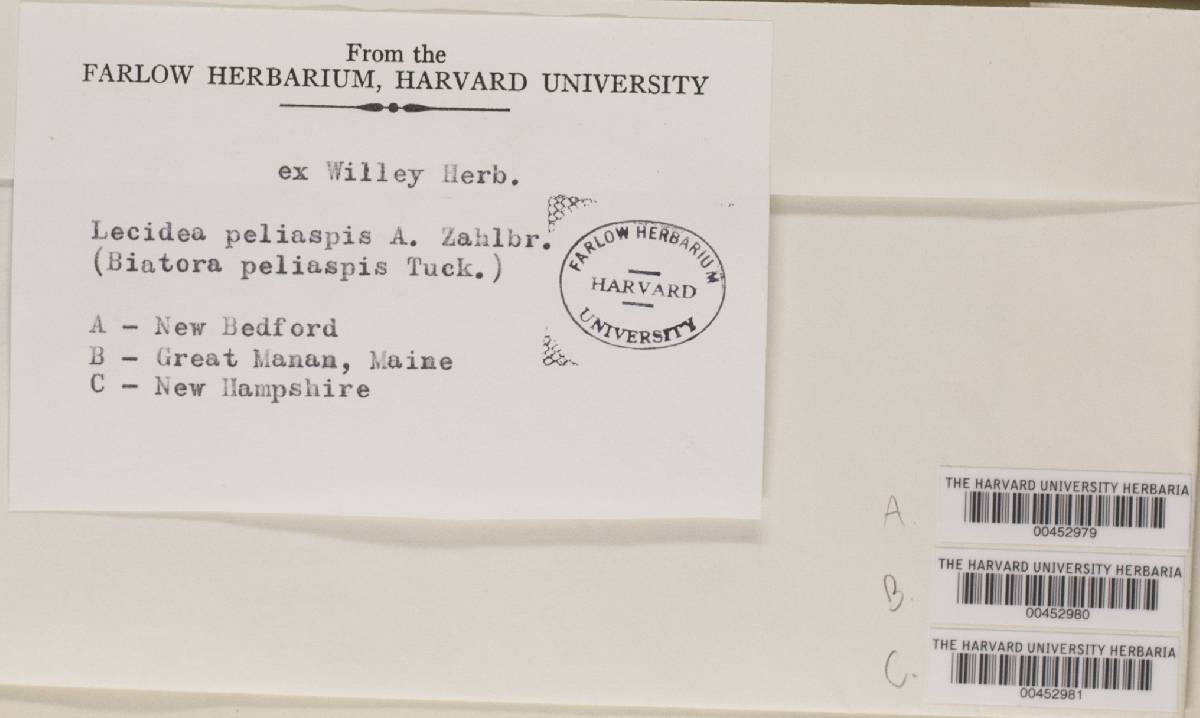 From the
FARLOW HERBARIUM, HARVARD UNIVERSITY
ex Willey Herb.
Lecidea peliaspis A. Zahlbr.
(Biatora peliaspis Tuck.)
FARLOW HERBARIUM
HARVARD
UNIVERSITY
A - New Bedford
B - Great Manan, Maine
C - New Hampshire
A.
THE HARVARD UNIVERSITY HERBARIA
00452979
B.
THE HARVARD UNIVERSITY HERBARIA
00452980
C.
THE HARVARD UNIVERSITY HERBARIA
00452981